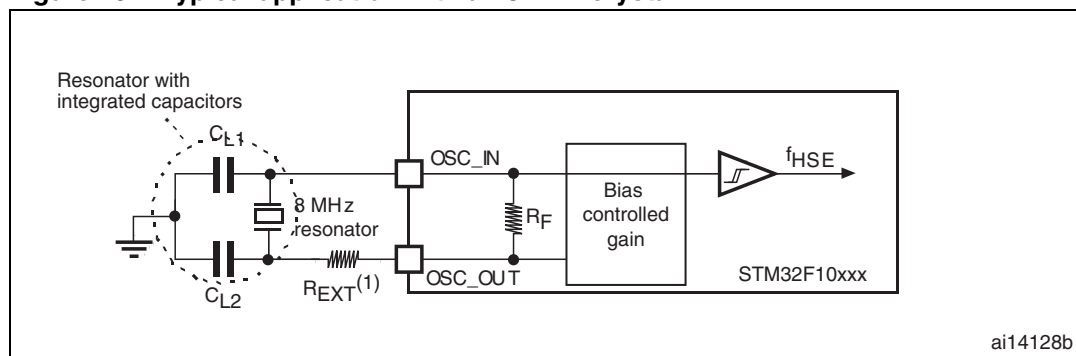 Resonator with
integrated capacitors
CL1
OSC_IN
fHSE
8 MHz
resonator
RF
Bias
controlled
gain
REXT(1)
OSC_OUT
STM32F10xxx
CL2
ai14128b